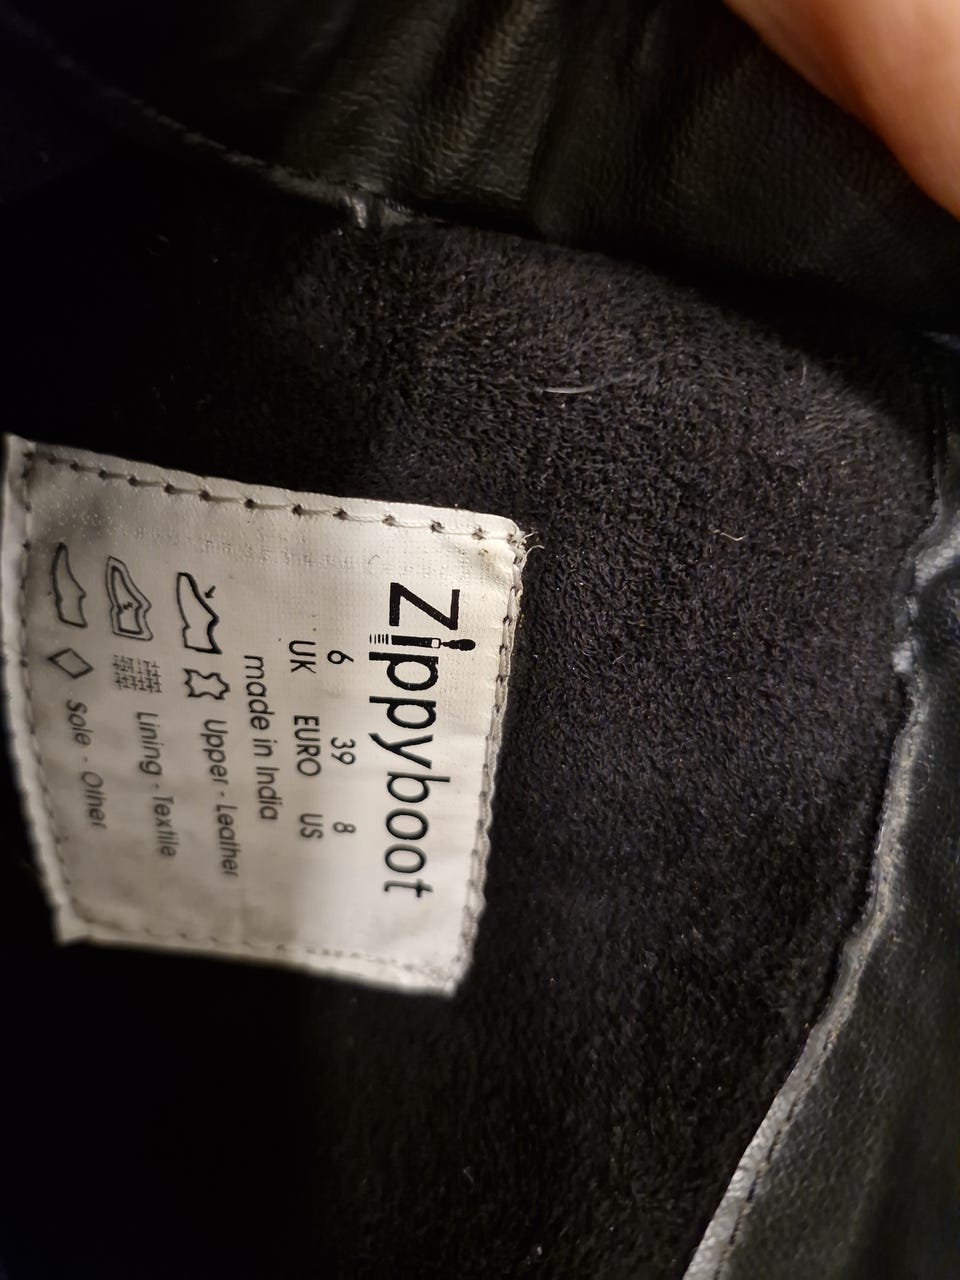 Zippyboot
6 39 8
UK EURO US
made in India
Upper - Leather
Lining - Textile
Sole - Other